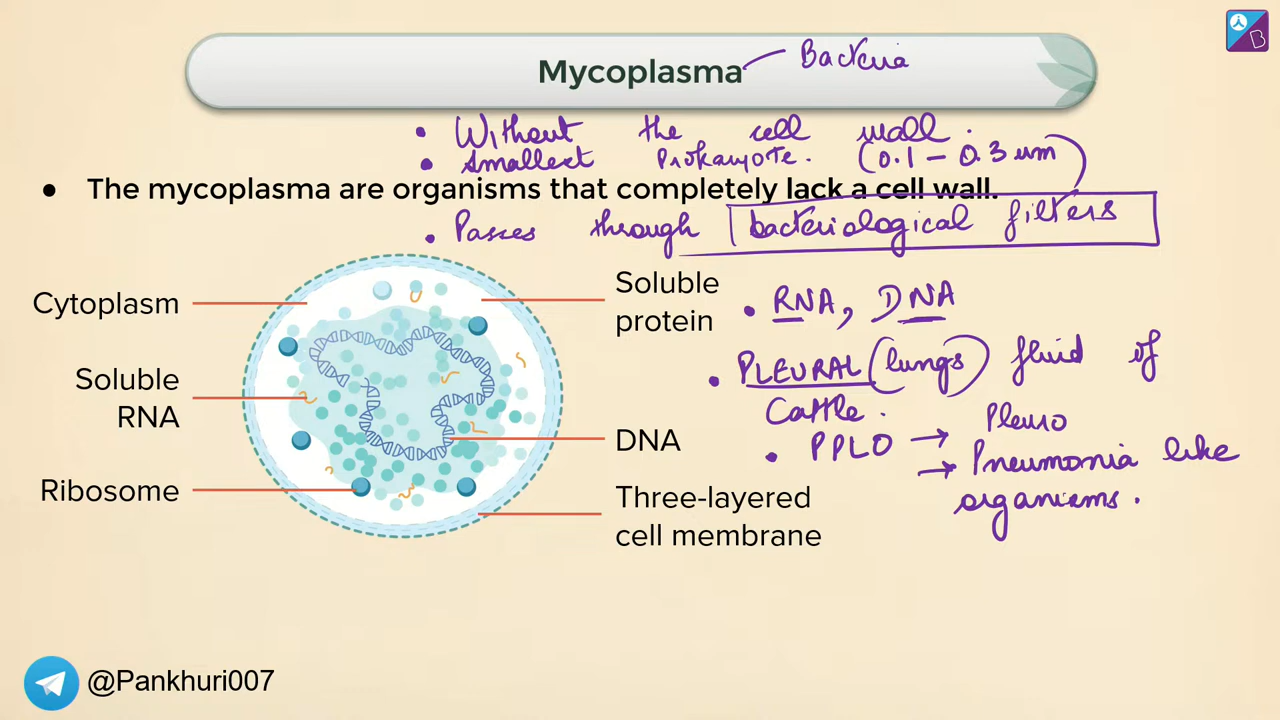 Mycoplasma
Bacteria
• Without the cell wall.
• Smallest Prokaryote. (0.1 - 0.3 um
● The mycoplasma are organisms that completely lack a cell wall.
• Passes through bacteriological filters
Cytoplasm
Soluble
RNA
Ribosome
Soluble
protein
DNA
Three-layered
cell membrane
• RNA, DNA
• PLEURAL (lungs) fluid of
Cattle.
• PPLO → Pleuro
→ Pneumonia like
organisms.
@Pankhuri007
B